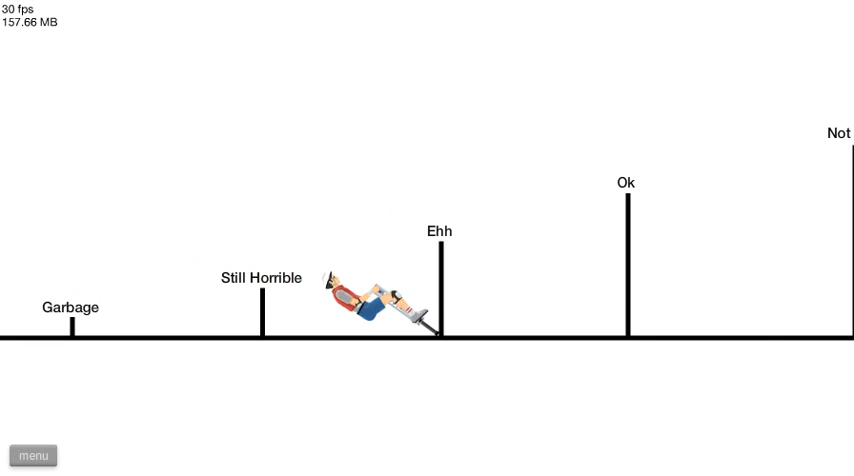 30 fps
157.66 MB
Not
Ok
Ehh
Still Horrible
Garbage
menu